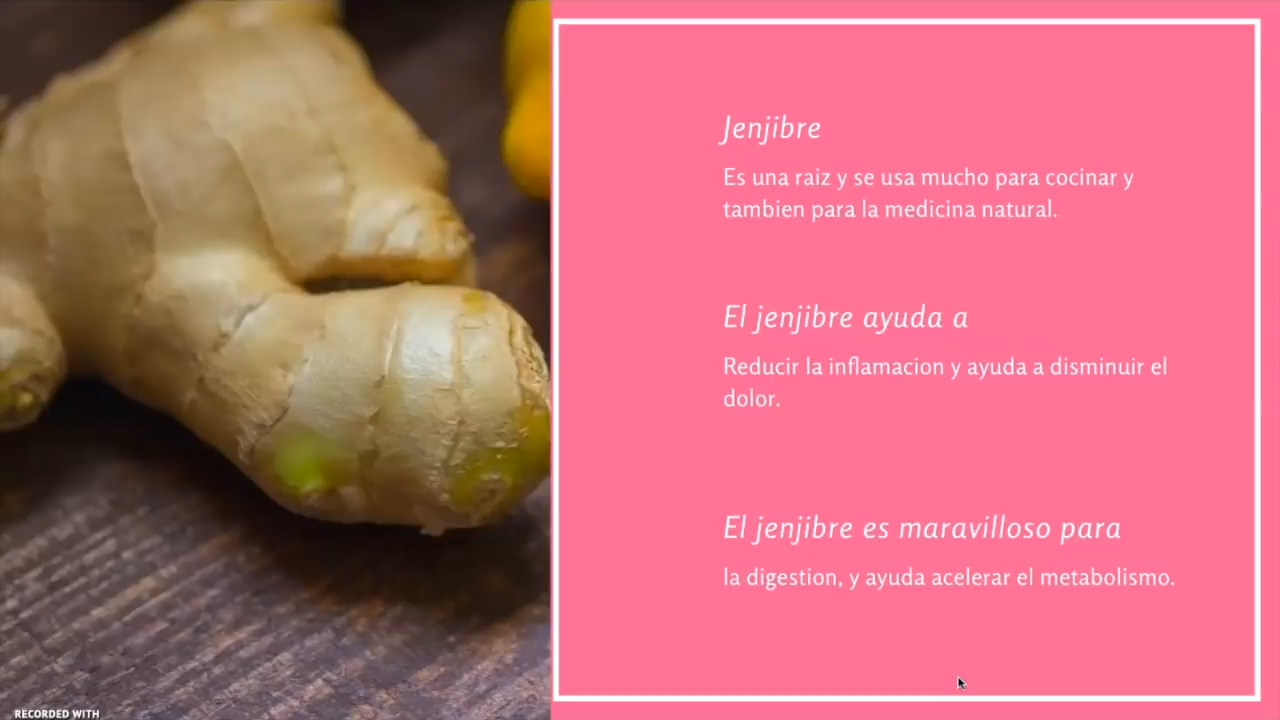 Jenjibre
Es una raiz y se usa mucho para cocinar y
tambien para la medicina natural.
El jenjibre ayuda a
Reducir la inflamacion y ayuda a disminuir el
dolor.
El jenjibre es maravilloso para
la digestion, y ayuda acelerar el metabolismo.
RECORDED WITH